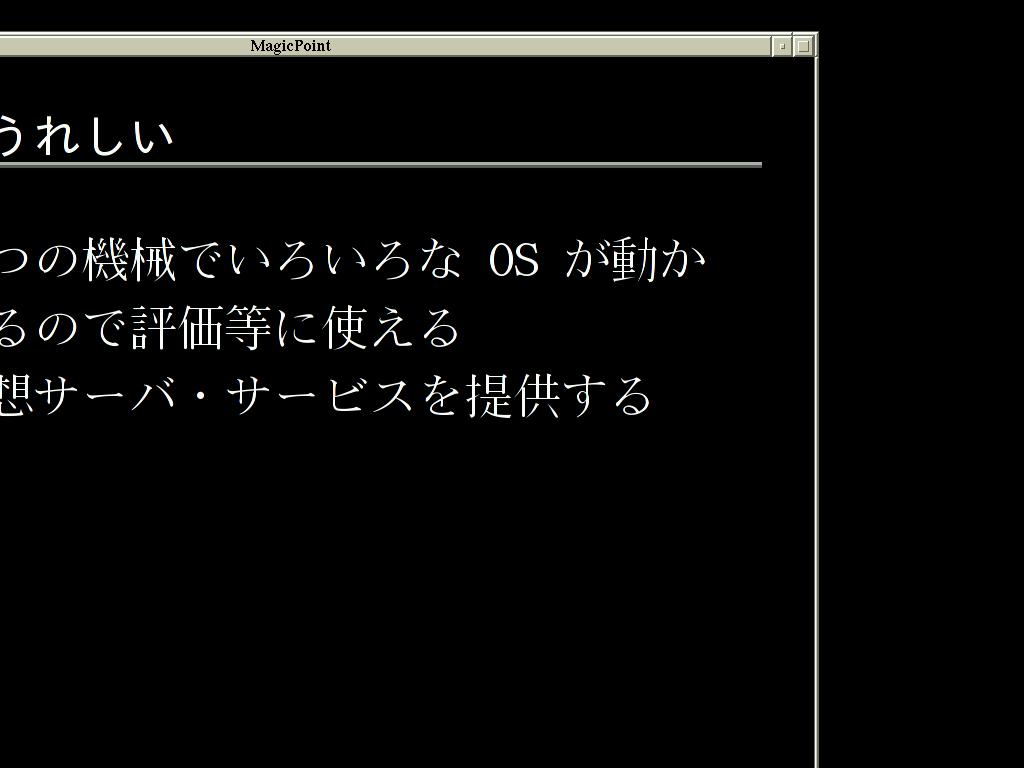 MagicPoint
うれしい
つの機械でいろいろな OS が動か
るので評価等に使える
想サーバ・サービスを提供する